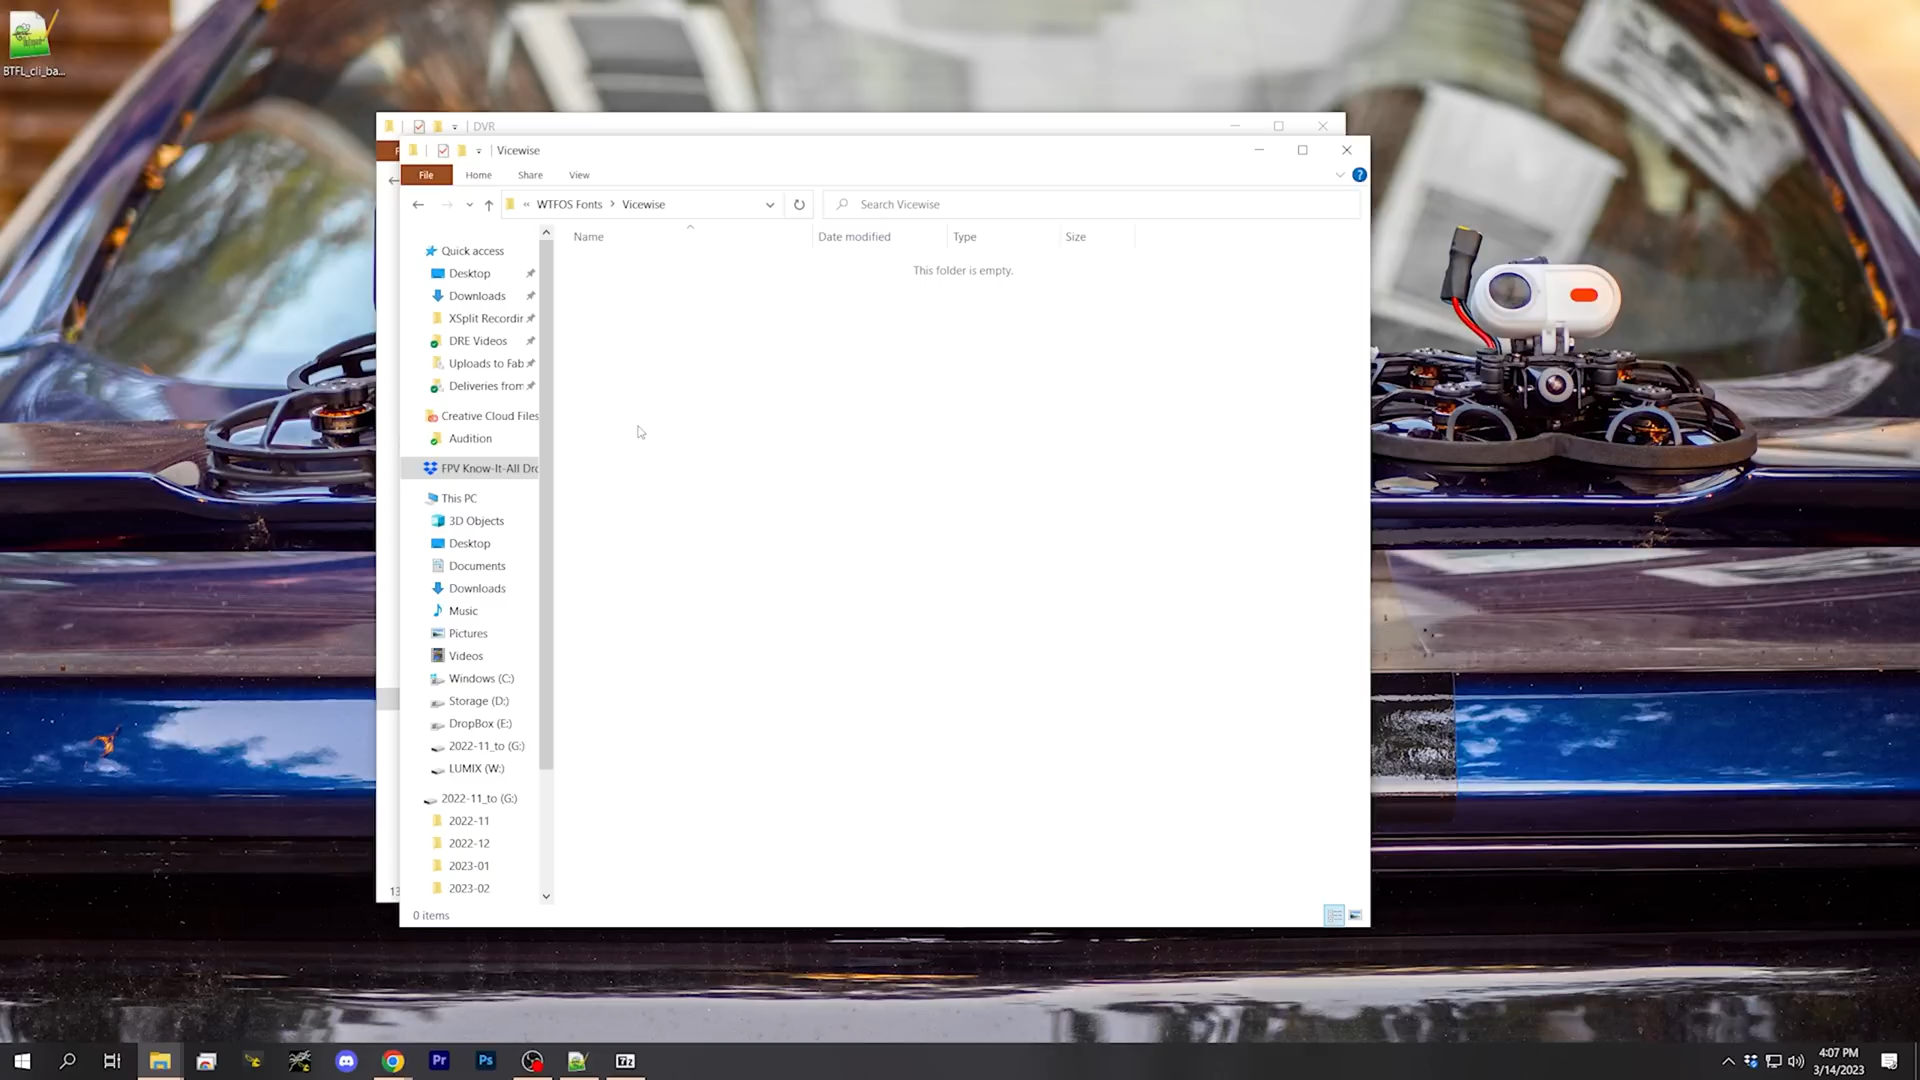 BTFL_cli_ba...
DVR
Vicewise
File
Home
Share
View
?
« WTFOS Fonts > Vicewise
Search Vicewise
Name
Date modified
Type
Size
This folder is empty.
Quick access
Desktop
Downloads
XSplit Recordir
DRE Videos
Uploads to Fab
Deliveries from
Creative Cloud Files
Audition
FPV Know-It-All Drc
This PC
3D Objects
Desktop
Documents
Downloads
Music
Pictures
Videos
Windows (C:)
Storage (D:)
DropBox (E:)
2022-11_to (G:)
LUMIX (W:)
2022-11_to (G:)
2022-11
2022-12
2023-01
2023-02
13
0 items
Pr
Ps
7z
4:07 PM
3/14/2023